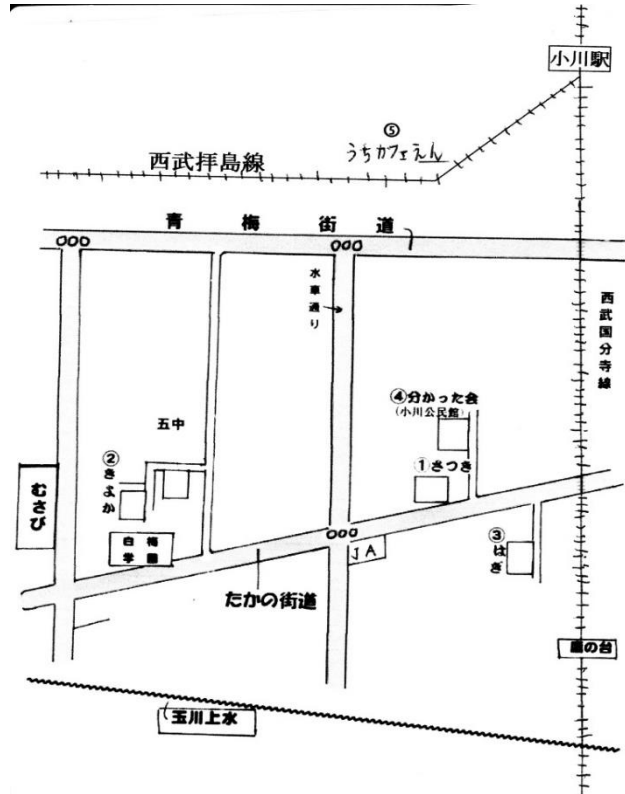 小川駅
⑤
うちカフェえん
西武拝島線
青梅街道
水車通り
西武国分寺線
④分かった会
(小川公民館)
五中
①さつき
②きよか
むさび
白梅
学園
JA
③はぎ
たかの街道
鷹の台
玉川上水